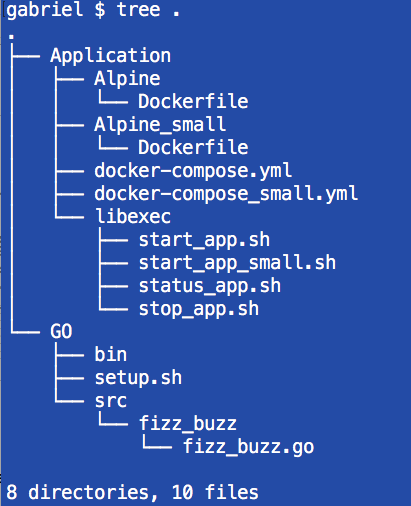 gabriel $ tree .
.
├── Application
│   ├── Alpine
│   │   └── Dockerfile
│   ├── Alpine_small
│   │   └── Dockerfile
│   ├── docker-compose.yml
│   ├── docker-compose_small.yml
│   └── libexec
│       ├── start_app.sh
│       ├── start_app_small.sh
│       ├── status_app.sh
│       └── stop_app.sh
└── GO
    ├── bin
    ├── setup.sh
    └── src
        └── fizz_buzz
            └── fizz_buzz.go
8 directories, 10 files